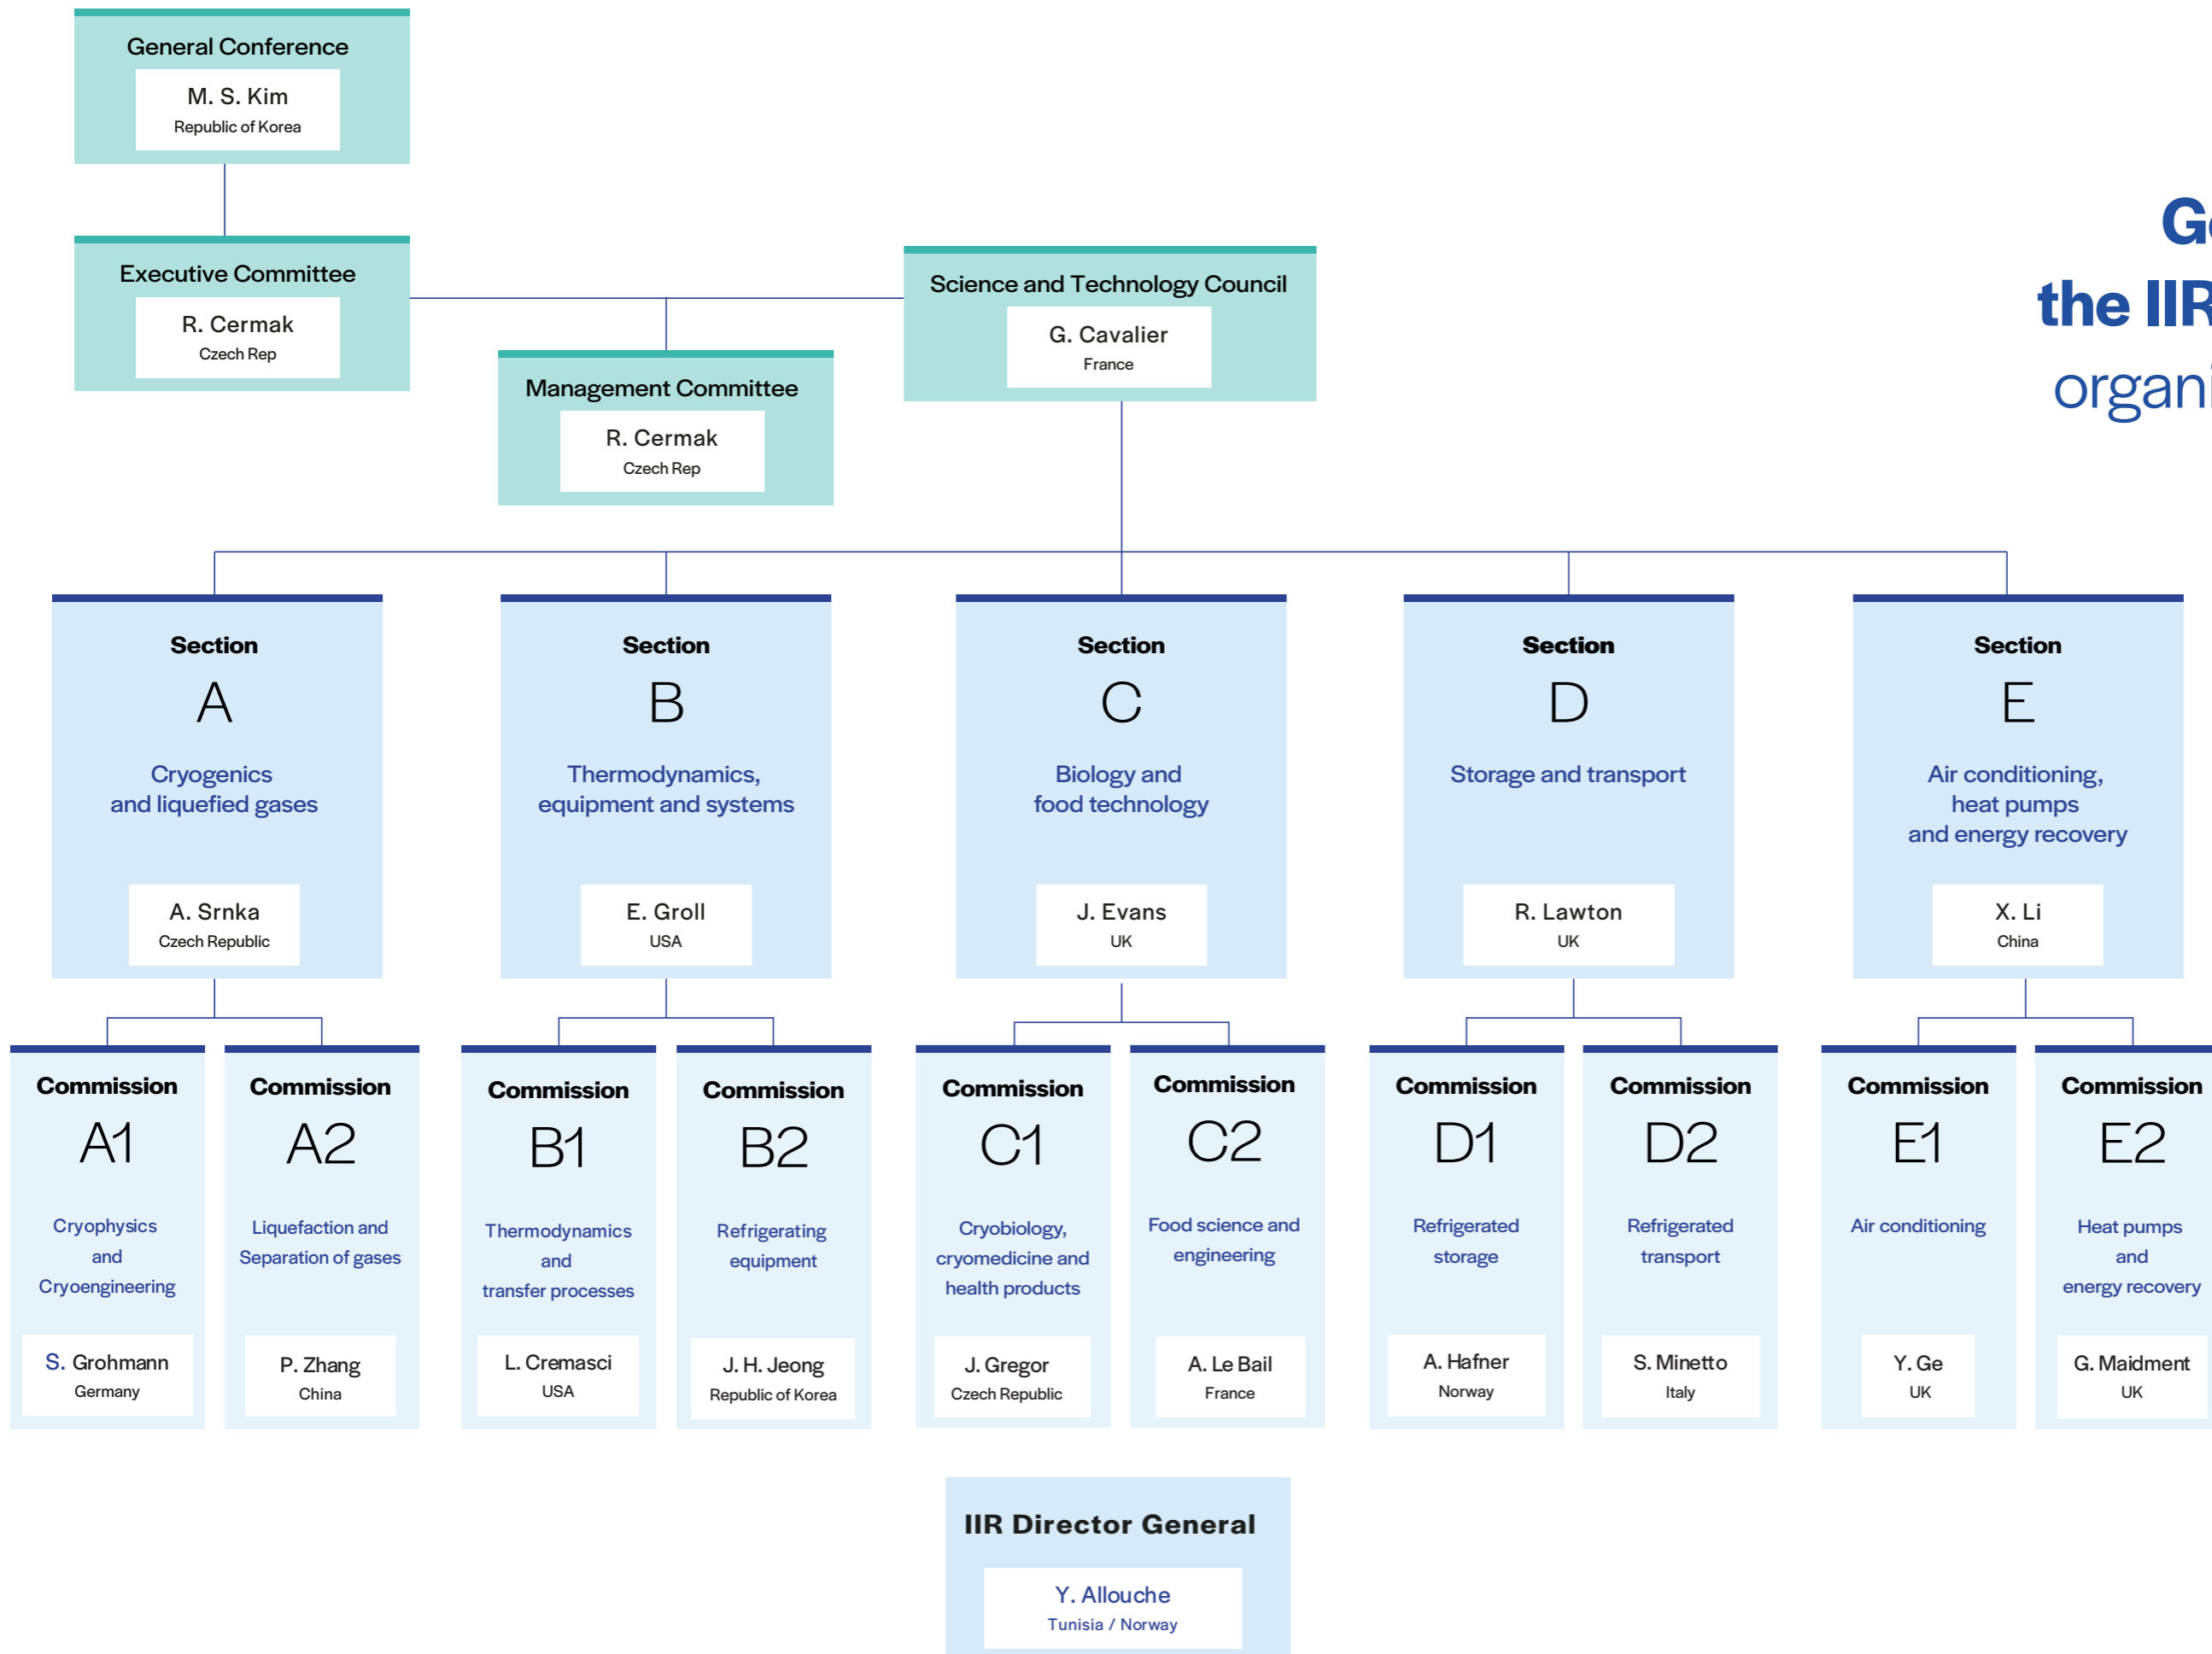 General Conference
M. S. Kim
Republic of Korea
Executive Committee
R. Cermak
Czech Rep
Management Committee
R. Cermak
Czech Rep
Science and Technology Council
G. Cavalier
France
the IIR
organi
Section
A
Cryogenics
and liquefied gases
A. Srnka
Czech Republic
Section
B
Thermodynamics,
equipment and systems
E. Groll
USA
Section
C
Biology and
food technology
J. Evans
UK
Section
D
Storage and transport
R. Lawton
UK
Section
E
Air conditioning,
heat pumps
and energy recovery
X. Li
China
Commission
A1
Cryophysics
and
Cryoengineering
S. Grohmann
Germany
Commission
A2
Liquefaction and
Separation of gases
P. Zhang
China
Commission
B1
Thermodynamics
and
transfer processes
L. Cremasci
USA
Commission
B2
Refrigerating
equipment
J. H. Jeong
Republic of Korea
Commission
C1
Cryobiology,
cryomedicine and
health products
J. Gregor
Czech Republic
Commission
C2
Food science and
engineering
A. Le Bail
France
Commission
D1
Refrigerated
storage
A. Hafner
Norway
Commission
D2
Refrigerated
transport
S. Minetto
Italy
Commission
E1
Air conditioning
Y. Ge
UK
Commission
E2
Heat pumps
and
energy recovery
G. Maidment
UK
IIR Director General
Y. Allouche
Tunisia / Norway